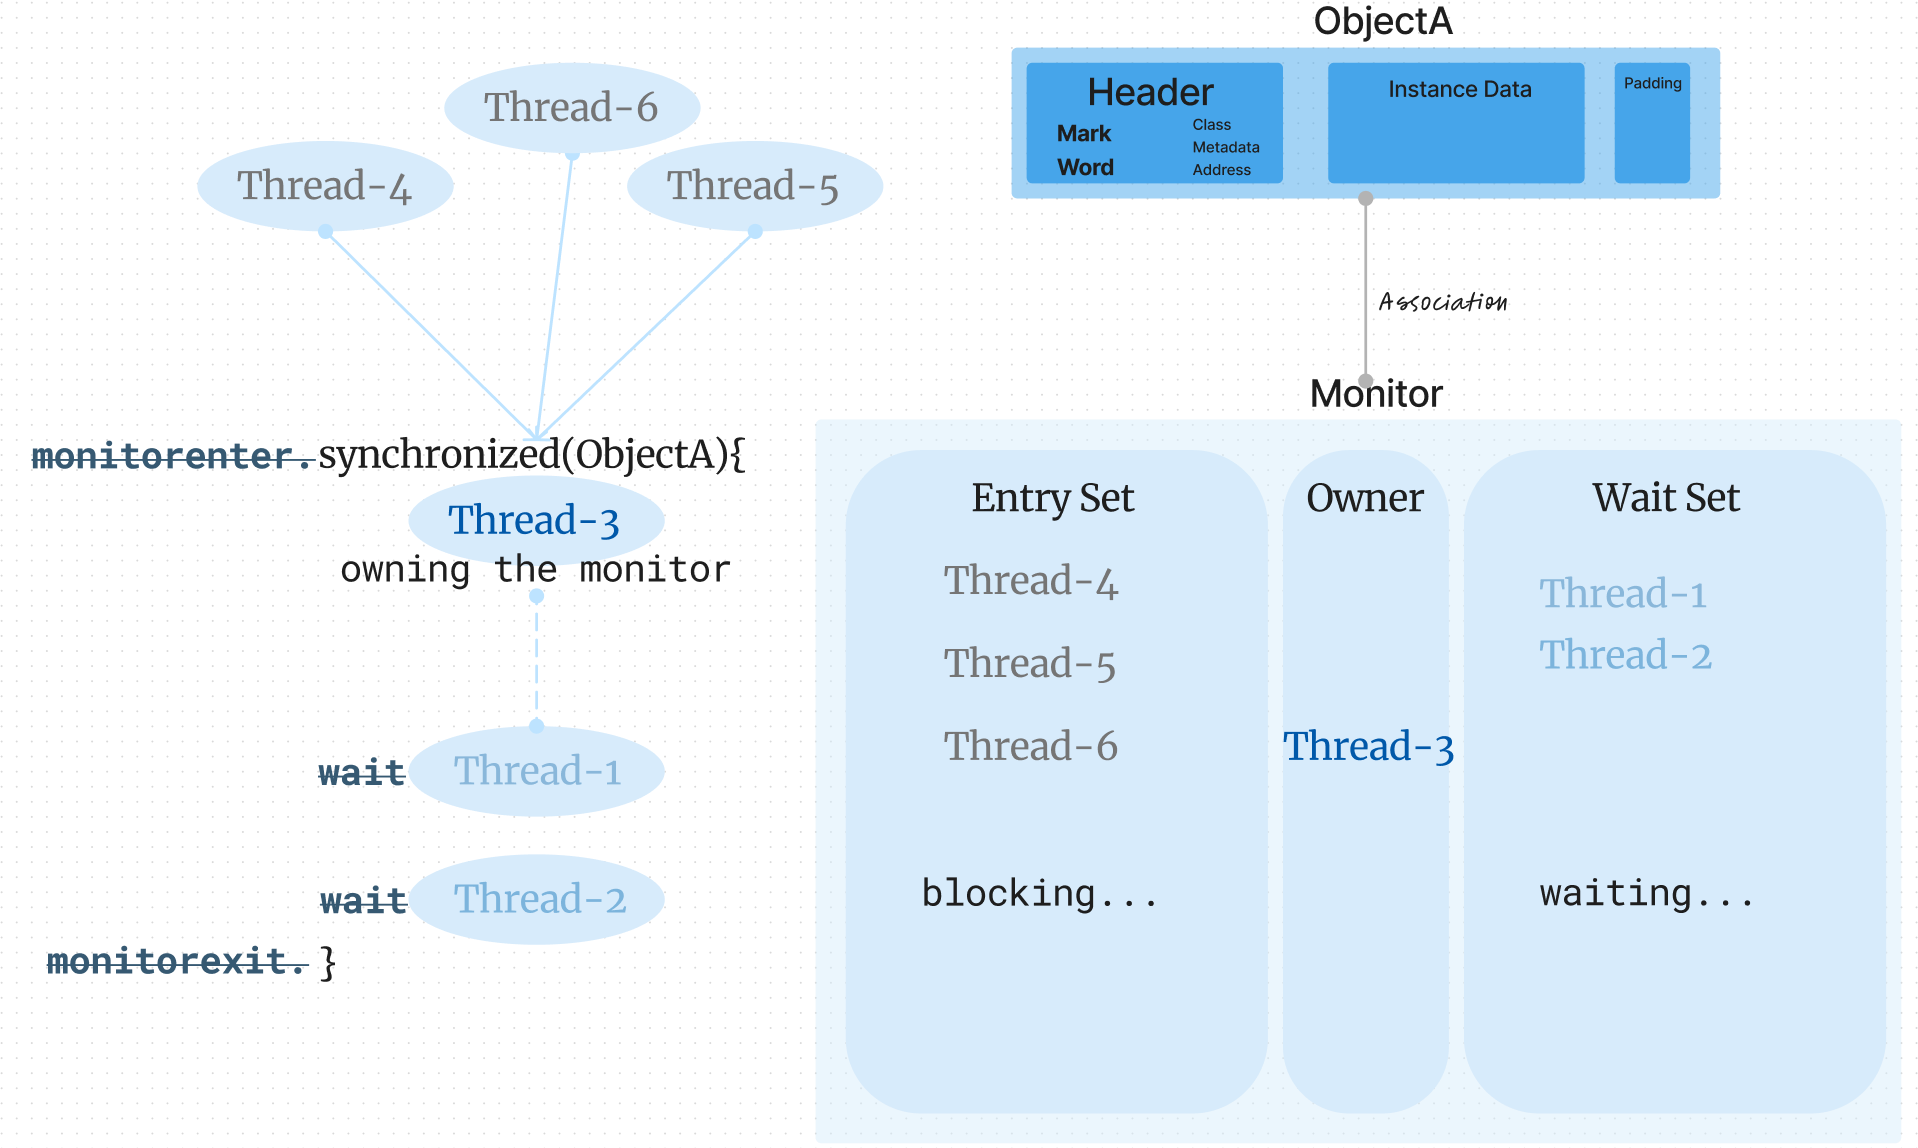 Thread-6
Thread-4
Thread-5
monitorenter. synchronized(ObjectA){
Thread-3
owning the monitor
wait Thread-1
wait Thread-2
monitorexit. }
ObjectA
Header
Mark
Word
Class
Metadata
Address
Instance Data
Padding
Association
Monitor
Entry Set
Thread-4
Thread-5
Thread-6
blocking...
Owner
Thread-3
Wait Set
Thread-1
Thread-2
waiting...